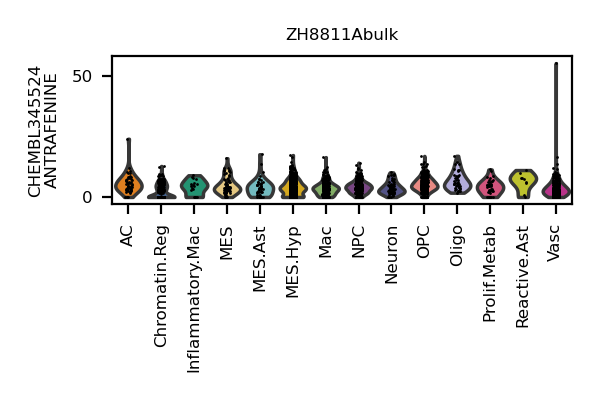 ZH8811Abulk
CHEMBL345524
ANTRAFENINE
50
0
AC
Chromatin.Reg
Inflammatory.Mac
MES
MES.Ast
MES.Hyp
Mac
NPC
Neuron
OPC
Oligo
Prolif.Metab
Reactive.Ast
Vasc